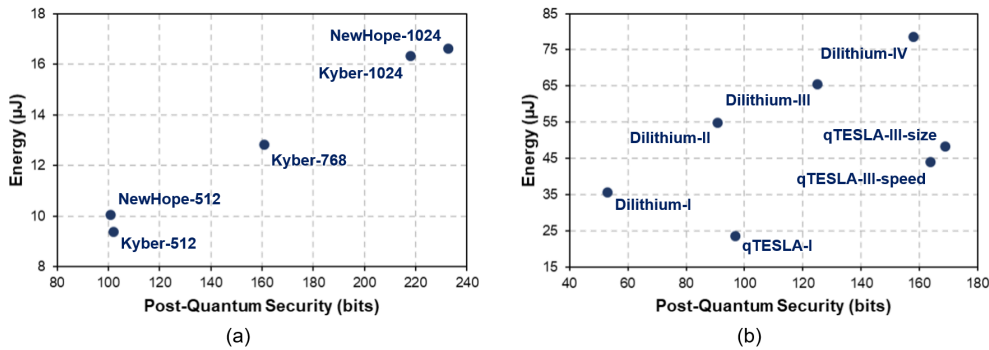 18
16
14
12
10
8
Energy (µJ)
NewHope-1024
Kyber-1024
Kyber-768
NewHope-512
Kyber-512
80 100 120 140 160 180 200 220 240
Post-Quantum Security (bits)
(a)
85
75
65
55
45
35
25
15
Energy (µJ)
Dilithium-IV
Dilithium-III
Dilithium-II
qTESLA-III-size
qTESLA-III-speed
Dilithium-I
qTESLA-I
40 60 80 100 120 140 160 180
Post-Quantum Security (bits)
(b)